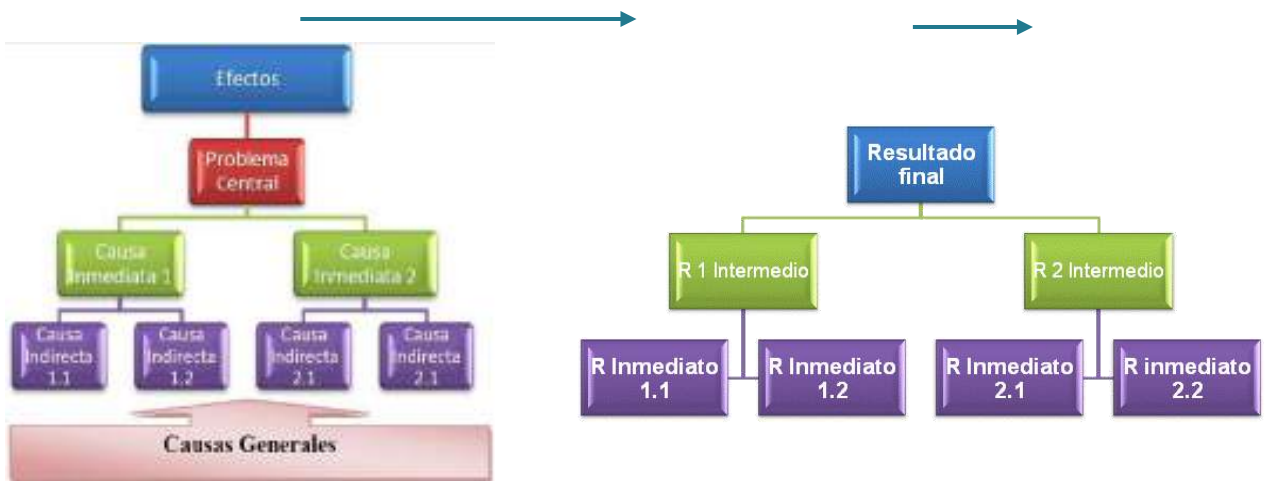 Efectos
Problema
Central
Causa
Inmediata 1
Causa
Inmediata 2
Causa
Indirecta
1.1
Causa
Indirecta
1.2
Causa
Indirecta
2.1
Causa
Indirecta
2.1
Causas Generales
Resultado
final
R 1 Intermedio
R 2 Intermedio
R Inmediato
1.1
R Inmediato
1.2
R Inmediato
2.1
R inmediato
2.2